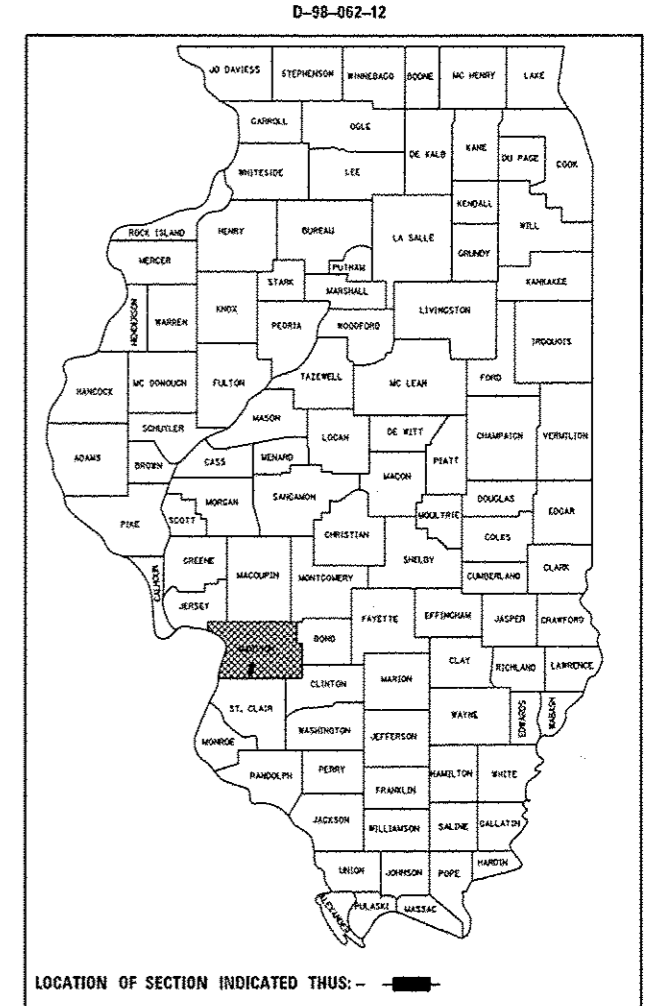 D-98-062-12
JO DAVIESS STEPHENSON WINNEBAGO BOONE MC HENRY LAKE
CARROLL OGLE DE KALB KANE DU PAGE COOK
WHITESIDE LEE KENDALL WILL
ROCK ISLAND HENRY BUREAU LA SALLE GRUNDY
MERCER STARK PUTNAM MARSHALL KANKAKEE
HENDERSON WARREN KNOX PEORIA WOODFORD LIVINGSTON IROQUOIS
HANCOCK MC DONOUGH FULTON TAZEWELL MC LEAN FORD
MASON SCHUYLER LOGAN DE WITT CHAMPAIGN VERMILION
ADAMS BROWN CASS MENARD MACON PIATT
PIKE SCOTT MORGAN SANGAMON CHRISTIAN MOULTRIE DOUGLAS EDGAR
COLES
CALHOUN GREENE MACOUPIN MONTGOMERY SHELBY CUMBERLAND CLARK
JERSEY BOND FAYETTE EFFINGHAM JASPER CRAWFORD
CLINTON MARION CLAY RICHLAND LAWRENCE
ST. CLAIR WASHINGTON JEFFERSON WAYNE EDWARDS WABASH
MONROE RANDOLPH PERRY FRANKLIN HAMILTON WHITE
JACKSON WILLIAMSON SALINE GALLATIN
UNION JOHNSON POPE HARDIN
ALEXANDER PULASKI MASSAC
LOCATION OF SECTION INDICATED THUS: -